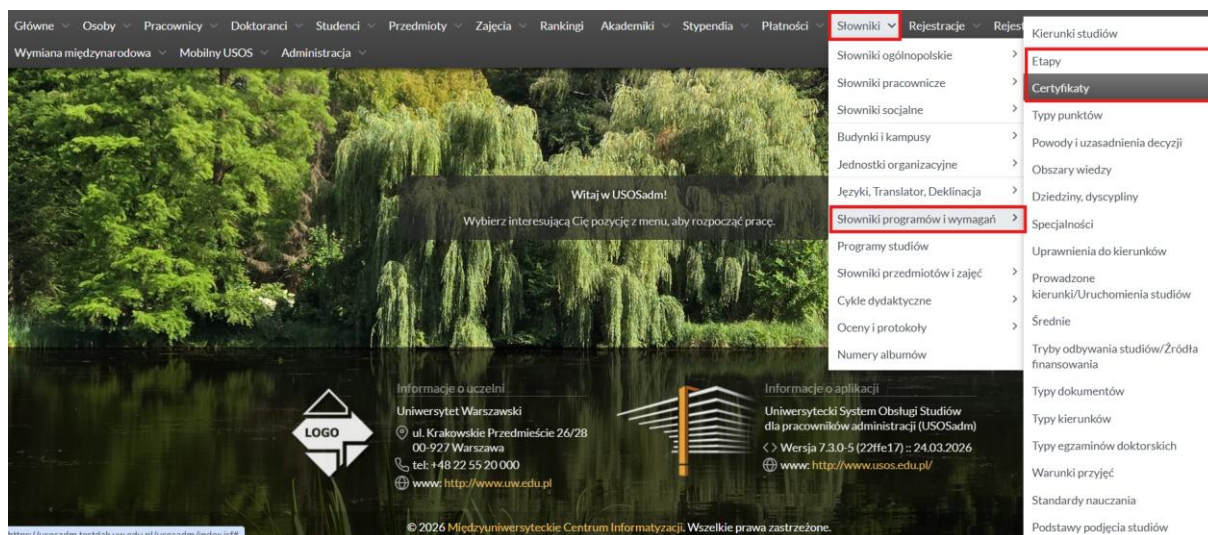 Główne Osoby Pracownicy Doktoranci Studenci Przedmioty Zajęcia Rankingi Akademiki Stypendia Płatności Słowniki Rejestracje
Wymiana międzynarodowa Mobilny USOS Administracja
Słowniki ogólnopolskie
Słowniki pracownicze
Słowniki socjalne
Budynki i kampusy
Jednostki organizacyjne
Języki, Translator, Deklinacja
Słowniki programów i wymagań
Programy studiów
Słowniki przedmiotów i zajęć
Cykle dydaktyczne
Oceny i protokoły
Numery albumów
Kierunki studiów
Etapy
Certyfikaty
Typy punktów
Powody i uzasadnienia decyzji
Obszary wiedzy
Dziedziny, dyscypliny
Specjalności
Uprawnienia do kierunków
Prowadzone
kierunki/Uruchomienia studiów
Średnie
Tryby odbywania studiów/Źródła
finansowania
Typy dokumentów
Typy kierunków
Typy egzaminów doktorskich
Warunki przyjęć
Standardy nauczania
Podstawy podjęcia studiów
Witaj w USOSadm!
Wybierz interesującą Cię pozycję z menu, aby rozpocząć pracę.
LOGO
Informacje o uczelni
Uniwersytet Warszawski
ul. Krakowskie Przedmieście 26/28
00-927 Warszawa
tel: +48 22 55 20 000
www: http://www.uw.edu.pl
Informacje o aplikacji
Uniwersytecki System Obsługi Studiów
dla pracowników administracji (USOSadm)
Wersja 7.3.0-5 (22ffe17) :: 24.03.2026
www: http://www.usos.edu.pl/
© 2026 Międzyuniwersyteckie Centrum Informatyzacji. Wszelkie prawa zastrzeżone.